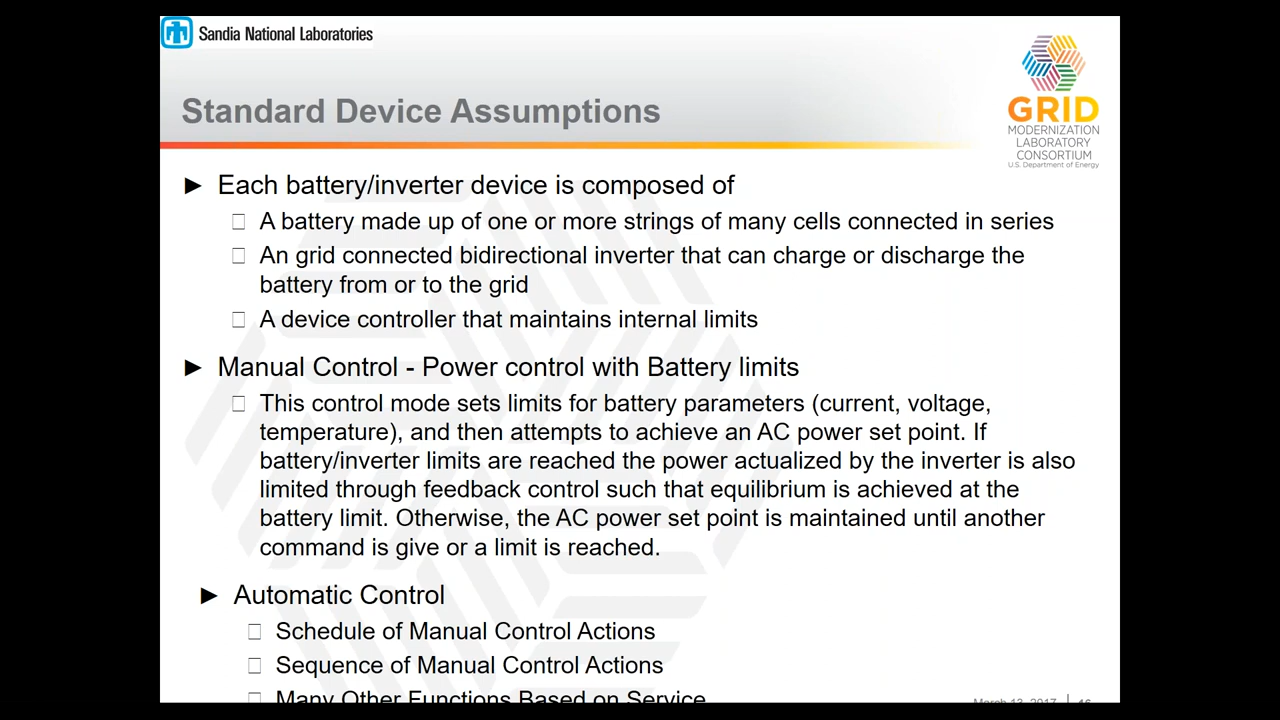 Sandia National Laboratories
GRID
MODERNIZATION
LABORATORY
CONSORTIUM
U.S. Department of Energy
Standard Device Assumptions
► Each battery/inverter device is composed of
□ A battery made up of one or more strings of many cells connected in series
□ An grid connected bidirectional inverter that can charge or discharge the
battery from or to the grid
□ A device controller that maintains internal limits
► Manual Control - Power control with Battery limits
□ This control mode sets limits for battery parameters (current, voltage,
temperature), and then attempts to achieve an AC power set point. If
battery/inverter limits are reached the power actualized by the inverter is also
limited through feedback control such that equilibrium is achieved at the
battery limit. Otherwise, the AC power set point is maintained until another
command is give or a limit is reached.
► Automatic Control
□ Schedule of Manual Control Actions
□ Sequence of Manual Control Actions
□ Many Other Functions Based on Service
March 13, 2017 | 16